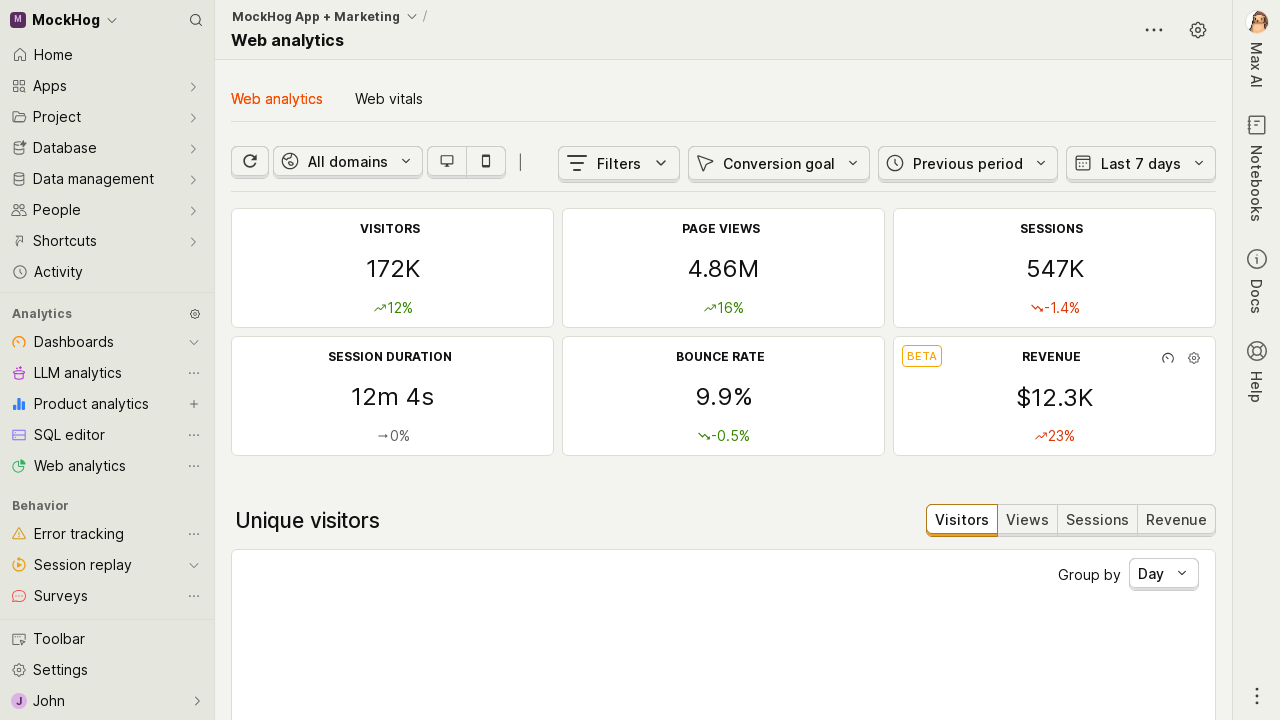 M MockHog
Home
Apps
Project
Database
Data management
People
Shortcuts
Activity
Analytics
Dashboards
LLM analytics
Product analytics
SQL editor
Web analytics
Behavior
Error tracking
Session replay
Surveys
Toolbar
Settings
J John
MockHog App + Marketing /
Web analytics
Web analytics Web vitals
All domains Filters Conversion goal Previous period Last 7 days
VISITORS
172K
12%
PAGE VIEWS
4.86M
16%
SESSIONS
547K
-1.4%
SESSION DURATION
12m 4s
0%
BOUNCE RATE
9.9%
-0.5%
BETA REVENUE
$12.3K
23%
Unique visitors
Visitors Views Sessions Revenue
Group by Day
Max AI
Notebooks
Docs
Help